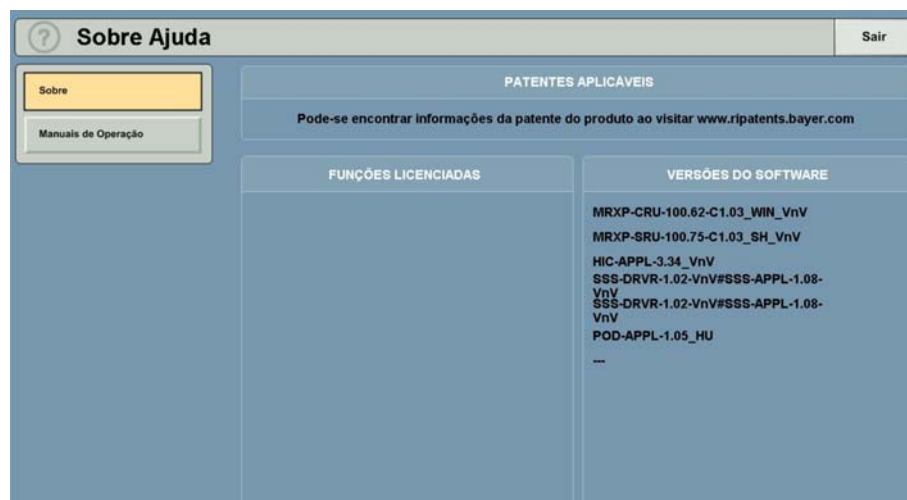 Sobre Ajuda
Sair
Sobre
Manuais de Operação
PATENTES APLICÁVEIS
Pode-se encontrar informações da patente do produto ao visitar www.ripatents.bayer.com
FUNÇÕES LICENCIADAS
VERSÕES DO SOFTWARE
MRXP-CRU-100.62-C1.03_WIN_VnV
MRXP-SRU-100.75-C1.03_SH_VnV
HIC-APPL-3.34_VnV
SSS-DRVR-1.02-VnV#SSS-APPL-1.08-
VnV
SSS-DRVR-1.02-VnV#SSS-APPL-1.08-
VnV
POD-APPL-1.05_HU
---